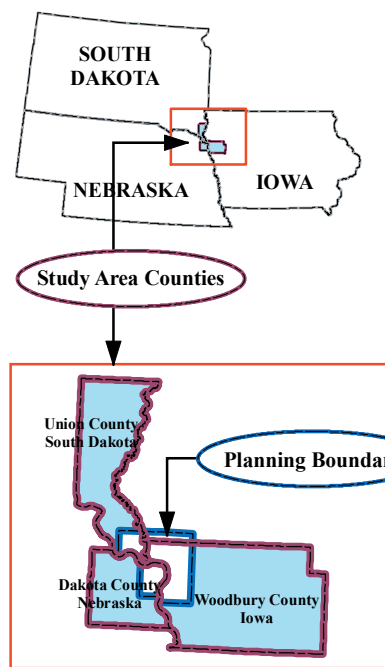 SOUTH
DAKOTA
NEBRASKA
IOWA
Study Area Counties
Union County
South Dakota
Planning Boundar
Dakota County
Nebraska
Woodbury County
Iowa